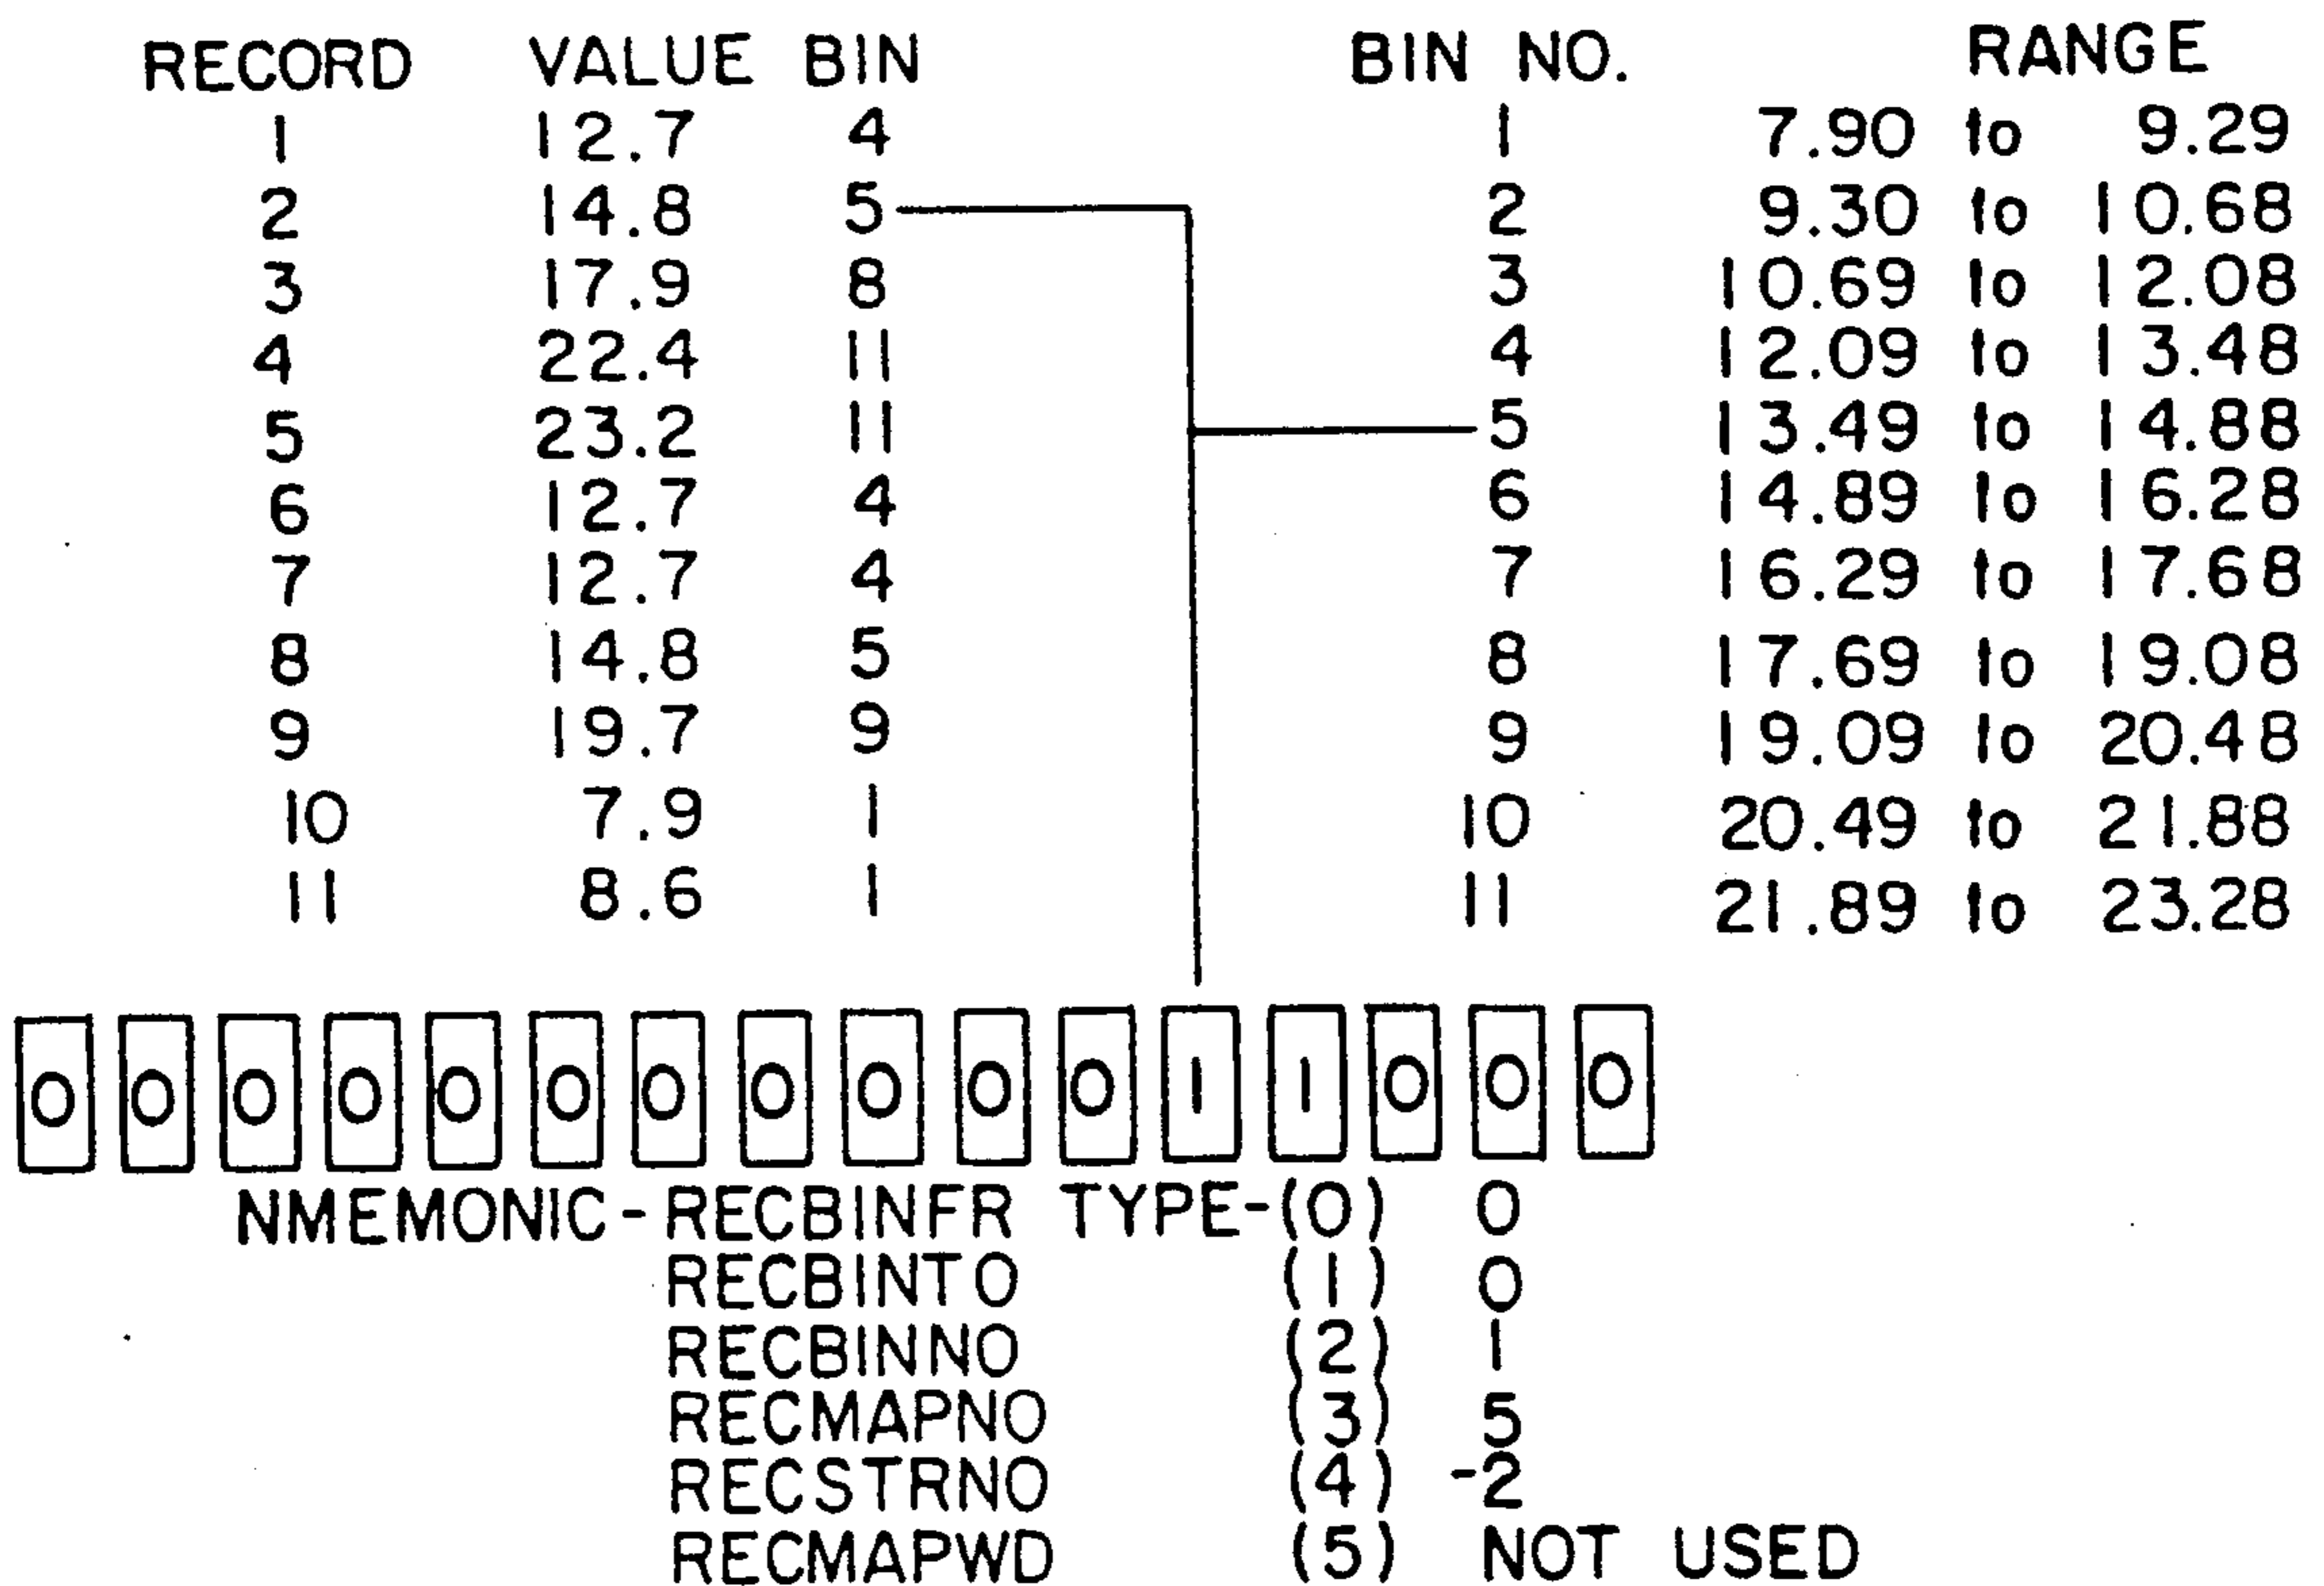 RECORD VALUE BIN BIN NO. RANGE
1 12.7 4 1 7.90 to 9.29
2 14.8 5 2 9.30 to 10.68
3 17.9 8 3 10.69 to 12.08
4 22.4 11 4 12.09 to 13.48
5 23.2 11 5 13.49 to 14.88
6 12.7 4 6 14.89 to 16.28
7 12.7 4 7 16.29 to 17.68
8 14.8 5 8 17.69 to 19.08
9 19.7 9 9 19.09 to 20.48
10 7.9 1 10 20.49 to 21.88
11 8.6 1 11 21.89 to 23.28
0 0 0 0 0 0 0 0 0 0 0 1 1 0 0 0
NMEMONIC-RECBINFR TYPE-(0) 0
RECBINTO (1) 0
RECBINNO (2) 1
RECMAPNO (3) 5
RECSTRNO (4) -2
RECMAPWD (5) NOT USED